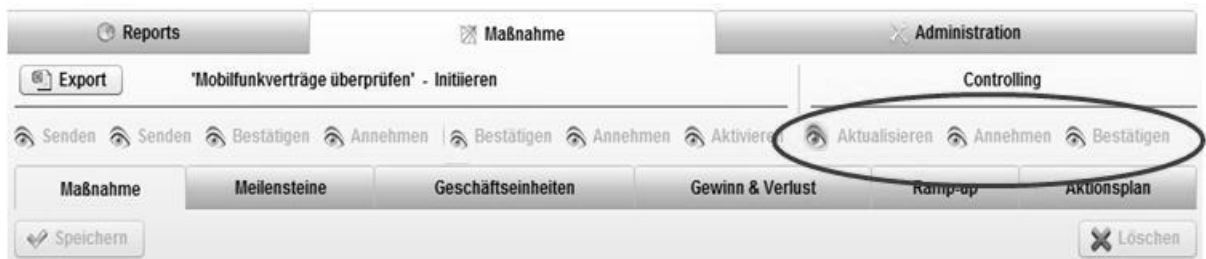 Reports Maßnahme Administration
Export 'Mobilfunkverträge überprüfen' - Initiieren Controlling
Senden Senden Bestätigen Annehmen Bestätigen Annehmen Aktivieren Aktualisieren Annehmen Bestätigen
Maßnahme Meilensteine Geschäftseinheiten Gewinn & Verlust Ramp-up Aktionsplan
Speichern Löschen